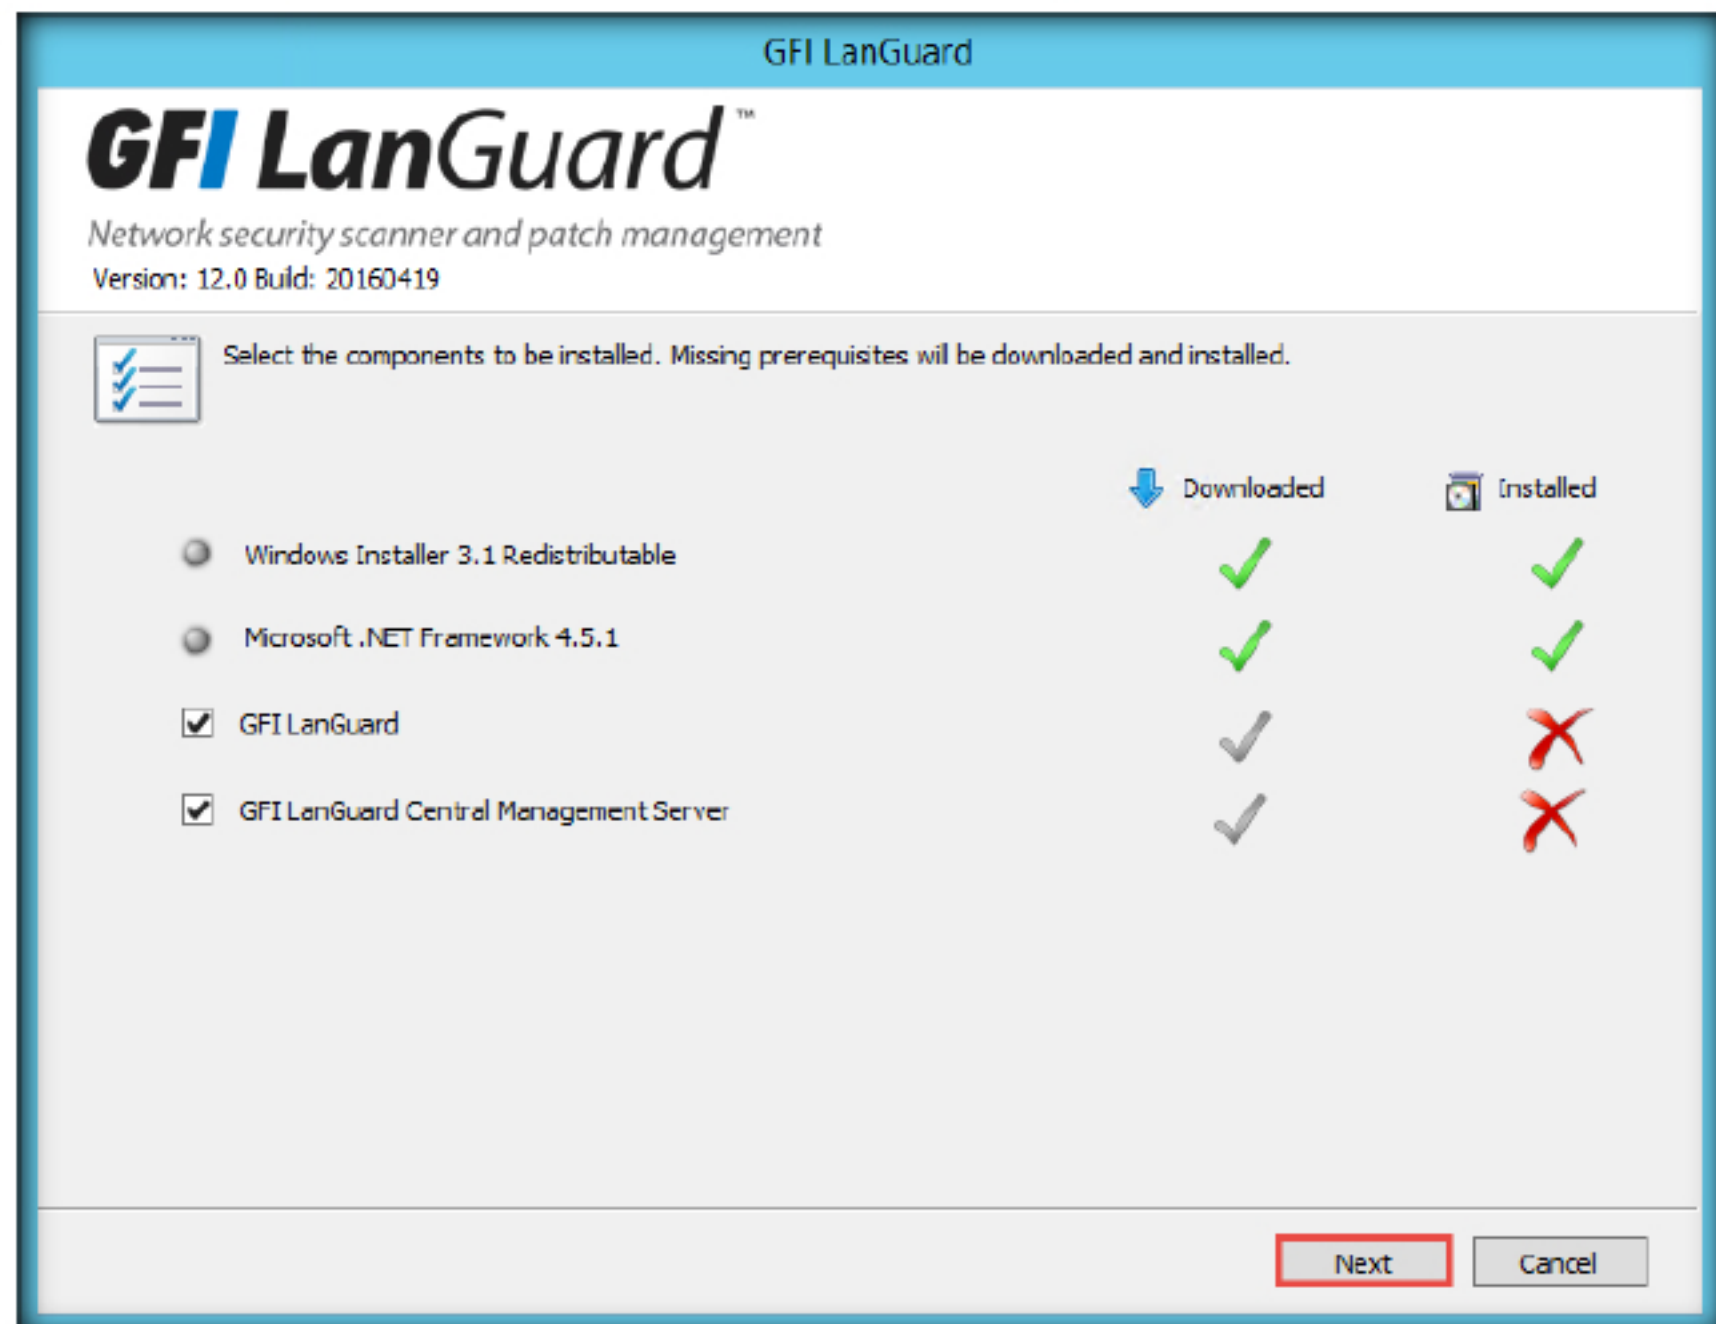 GFI LanGuard
GFI LanGuard™
Network security scanner and patch management
Version: 12.0 Build: 20160419
Select the components to be installed. Missing prerequisites will be downloaded and installed.
Downloaded Installed
Windows Installer 3.1 Redistributable
Microsoft .NET Framework 4.5.1
GFI LanGuard
GFI LanGuard Central Management Server
Next Cancel